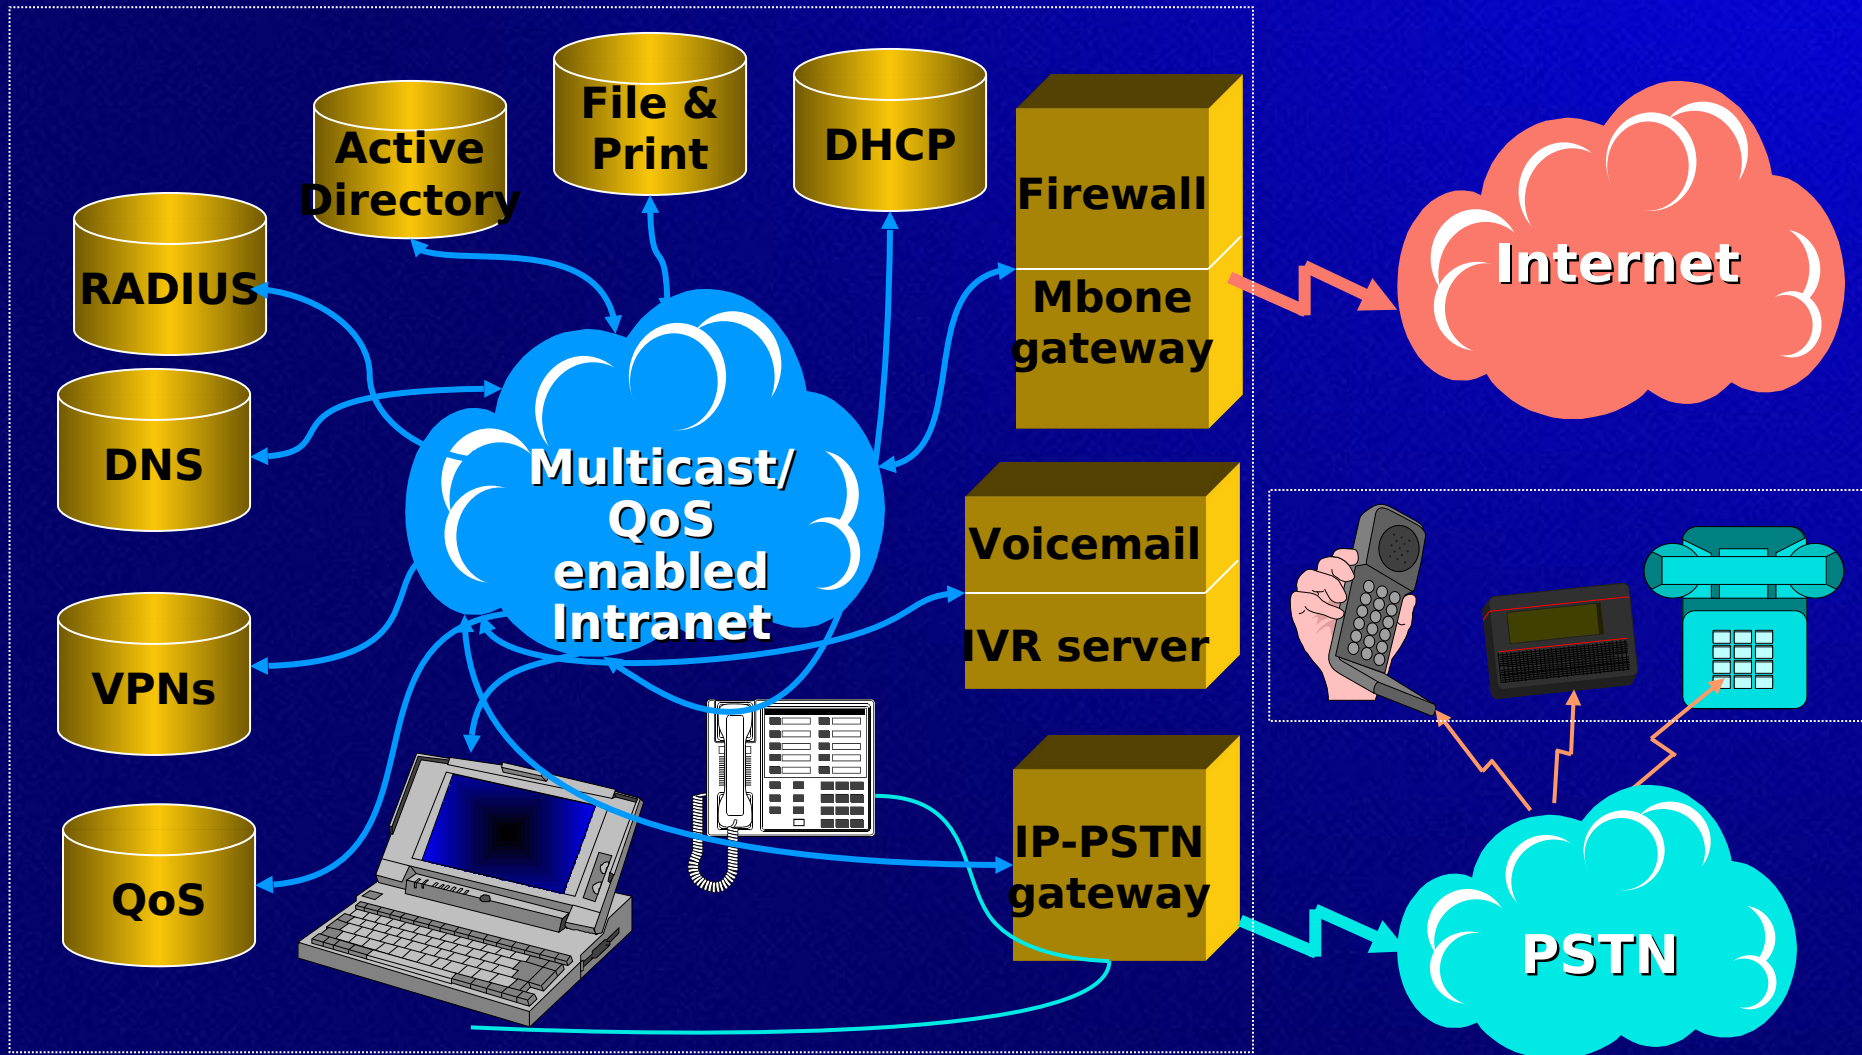 File &
Print
Active
Directory
DHCP
Firewall
RADIUS
Mbone
gateway
Internet
DNS
Multicast/
QoS
enabled
Intranet
Voicemail
IVR server
VPNs
QoS
IP-PSTN
gateway
PSTN